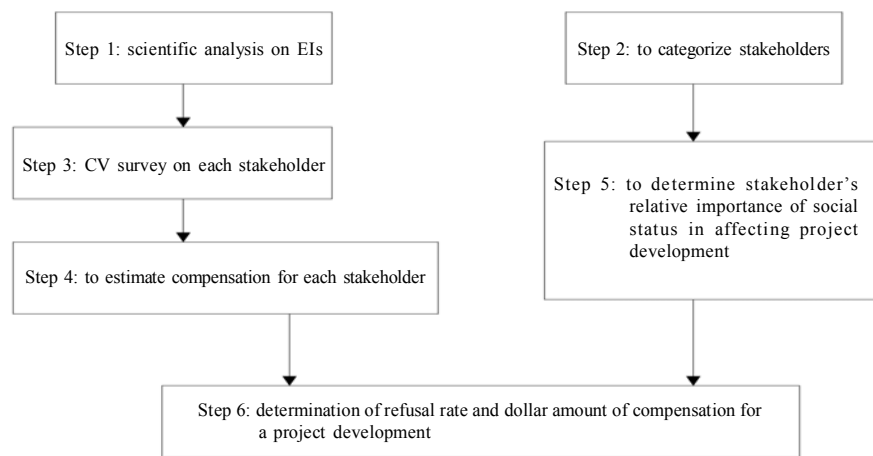 Step 1: scientific analysis on EIs
Step 2: to categorize stakeholders
Step 3: CV survey on each stakeholder
Step 5: to determine stakeholder's
relative importance of social
status in affecting project
development
Step 4: to estimate compensation for each stakeholder
Step 6: determination of refusal rate and dollar amount of compensation for
a project development